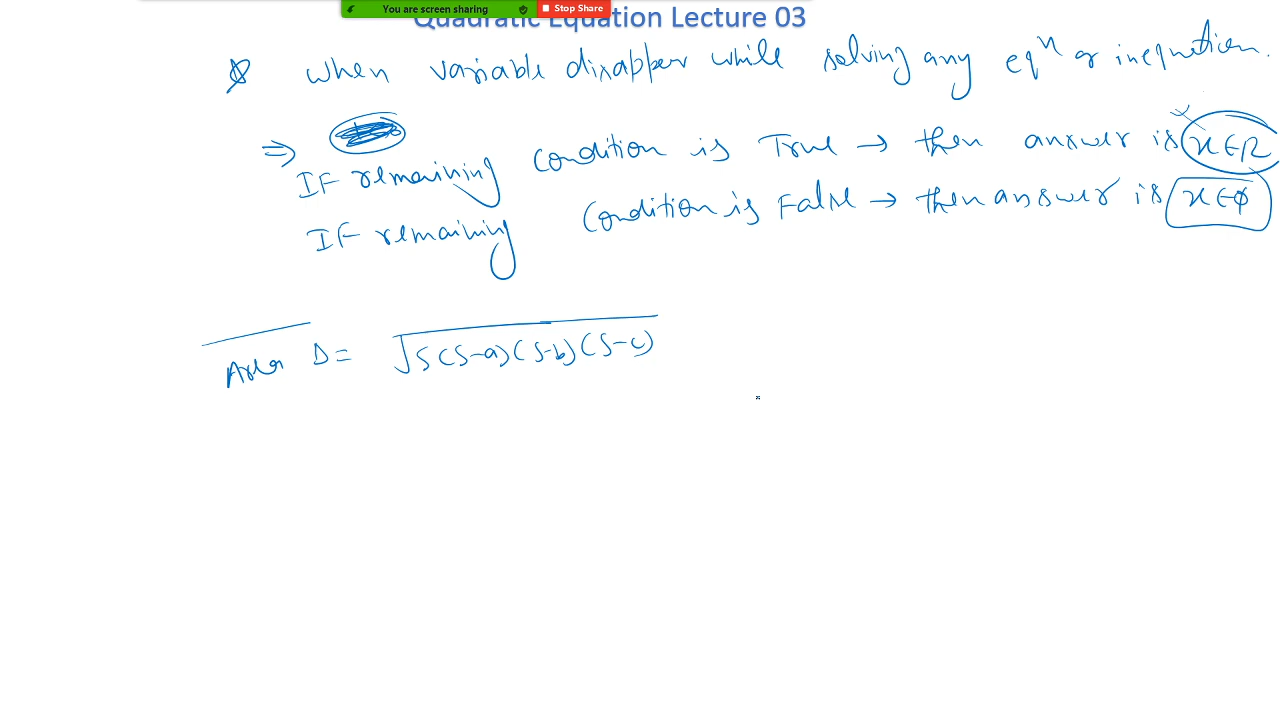 You are screen sharing Stop Share
Quadratic Equation Lecture 03
When variable disapper while solving any eqⁿ or inequation.
⇒ IF remaining condition is True → then answer is x∈R
IF remaining condition is False → then answer is x∈ϕ
Area Δ = √S(S-a)(S-b)(S-c)